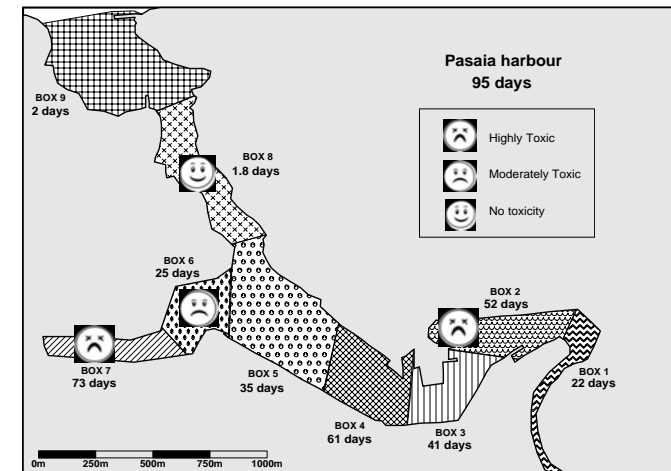 Pasaia harbour
95 days
Highly Toxic
Moderately Toxic
No toxicity
BOX 9
2 days
BOX 8
1.8 days
BOX 6
25 days
BOX 2
52 days
BOX 7
73 days
BOX 5
35 days
BOX 1
22 days
BOX 4
61 days
BOX 3
41 days
0m 250m 500m 750m 1000m